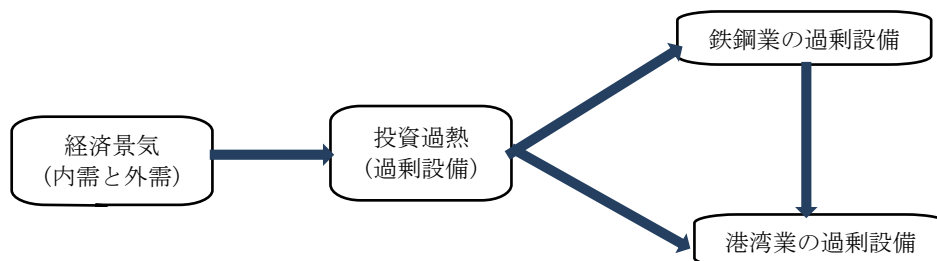 鉄鋼業の過剰設備
経済景気
(内需と外需)
投資過熱
(過剰設備)
港湾業の過剰設備